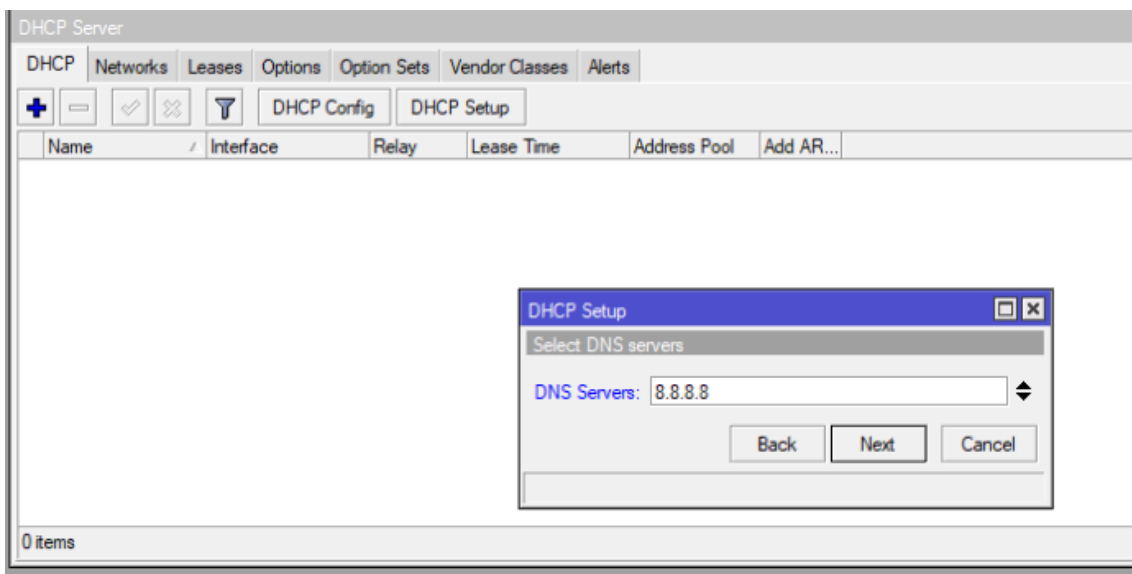 DHCP Server
DHCP Networks Leases Options Option Sets Vendor Classes Alerts
DHCP Config DHCP Setup
Name Interface Relay Lease Time Address Pool Add AR...
DHCP Setup
Select DNS servers
DNS Servers: 8.8.8.8
Back Next Cancel
0 items